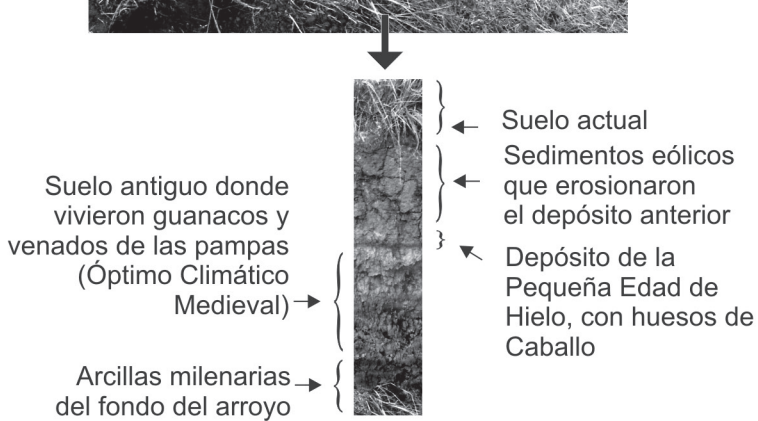 Suelo actual
Sedimentos eólicos
que erosionaron
el depósito anterior
Depósito de la
Pequeña Edad de
Hielo, con huesos de
Caballo
Suelo antiguo donde
vivieron guanacos y
venados de las pampas
(Óptimo Climático
Medieval)
Arcillas milenarias
del fondo del arroyo